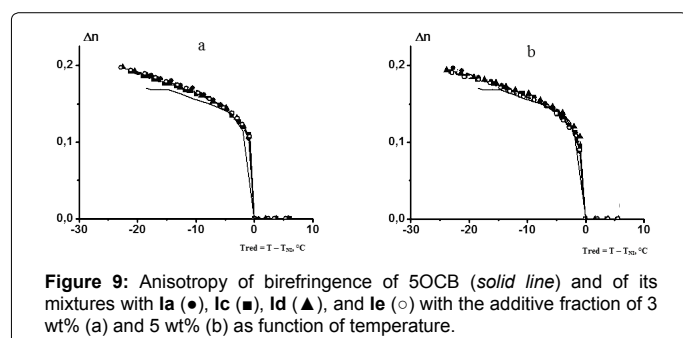 a
b
Δn
Δn
0,2
0,2
0,1
0,1
0,0
0,0
-30 -20 -10 0 10
-30 -20 -10 0 10
Tred = T – TNI, °C
Tred = T – TNI, °C
Figure 9: Anisotropy of birefringence of 5OCB (solid line) and of its
mixtures with Ia (●), Ic (■), Id (▲), and Ie (○) with the additive fraction of 3
wt% (a) and 5 wt% (b) as function of temperature.